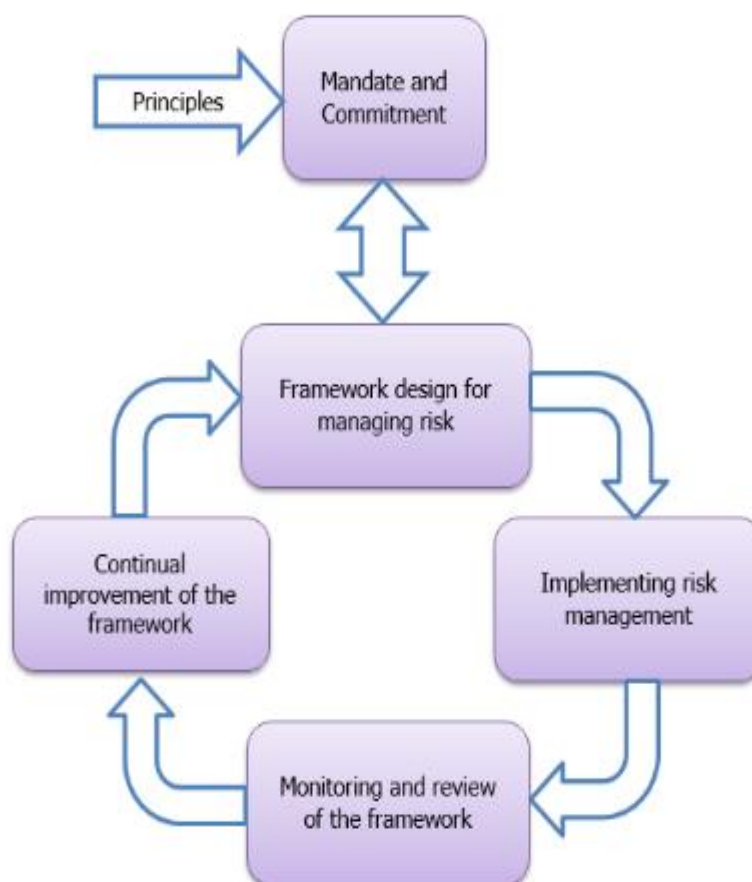 Principles
Mandate and
Commitment
Framework design for
managing risk
Continual
improvement of the
framework
Implementing risk
management
Monitoring and review
of the framework